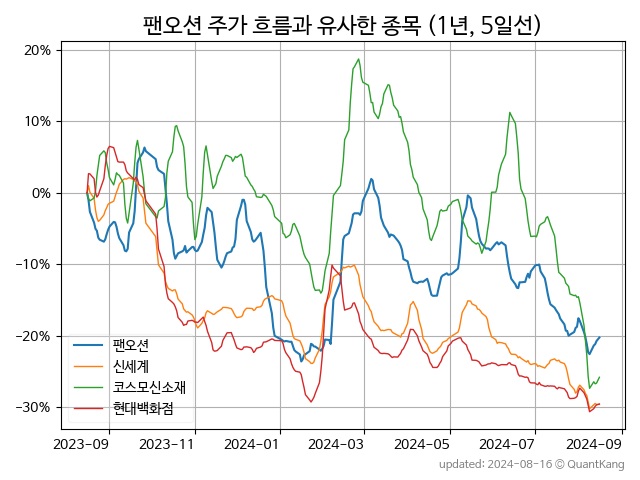 팬오션 주가 흐름과 유사한 종목 (1년, 5일선)
20%
10%
0%
−10%
−20%
−30%
팬오션
신세계
코스모신소재
현대백화점
2023-09 2023-11 2024-01 2024-03 2024-05 2024-07 2024-09
updated: 2024-08-16 © QuantKang